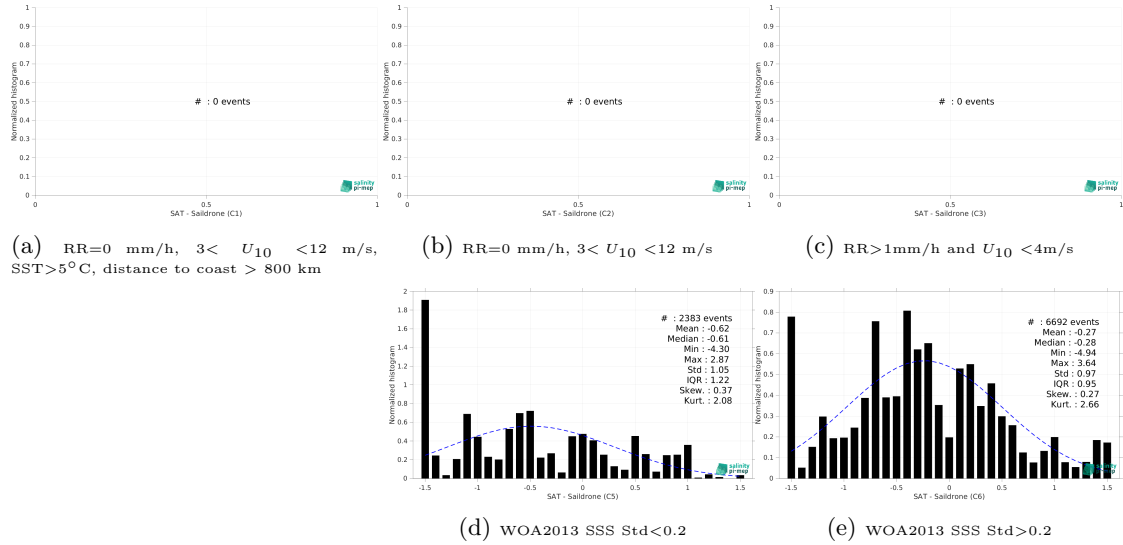 1
0.9
0.8
0.7
0.6
0.5
0.4
0.3
0.2
0.1
0
Normalized histogram
# : 0 events
salinity
pi-mep
0 0.5 1
SAT - Saildrone (C1)
1
0.9
0.8
0.7
0.6
0.5
0.4
0.3
0.2
0.1
0
Normalized histogram
# : 0 events
salinity
pi-mep
0 0.5 1
SAT - Saildrone (C2)
1
0.9
0.8
0.7
0.6
0.5
0.4
0.3
0.2
0.1
0
Normalized histogram
# : 0 events
salinity
pi-mep
0 0.5 1
SAT - Saildrone (C3)
(a) RR=0 mm/h, 3< U10 <12 m/s,
SST>5°C, distance to coast > 800 km
(b) RR=0 mm/h, 3< U10 <12 m/s
(c) RR>1mm/h and U10 <4m/s
2
1.8
1.6
1.4
1.2
1
0.8
0.6
0.4
0.2
0
Normalized histogram
# : 2383 events
Mean : -0.62
Median : -0.61
Min : -4.30
Max : 2.87
Std : 1.05
IQR : 1.22
Skew. : 0.37
Kurt. : 2.08
salinity
pi-mep
-1.5 -1 -0.5 0 0.5 1 1.5
SAT - Saildrone (C5)
0.9
0.8
0.7
0.6
0.5
0.4
0.3
0.2
0.1
0
Normalized histogram
# : 6692 events
Mean : -0.27
Median : -0.28
Min : -4.94
Max : 3.64
Std : 0.97
IQR : 0.95
Skew. : 0.27
Kurt. : 2.66
salinity
pi-mep
-1.5 -1 -0.5 0 0.5 1 1.5
SAT - Saildrone (C6)
(d) WOA2013 SSS Std<0.2
(e) WOA2013 SSS Std>0.2